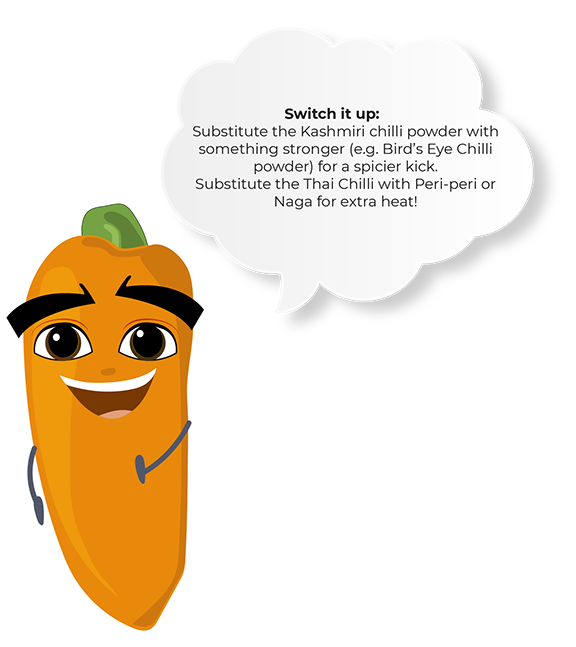 Switch it up:
Substitute the Kashmiri chilli powder with
something stronger (e.g. Bird's Eye Chilli
powder) for a spicier kick.
Substitute the Thai Chilli with Peri-peri or
Naga for extra heat!